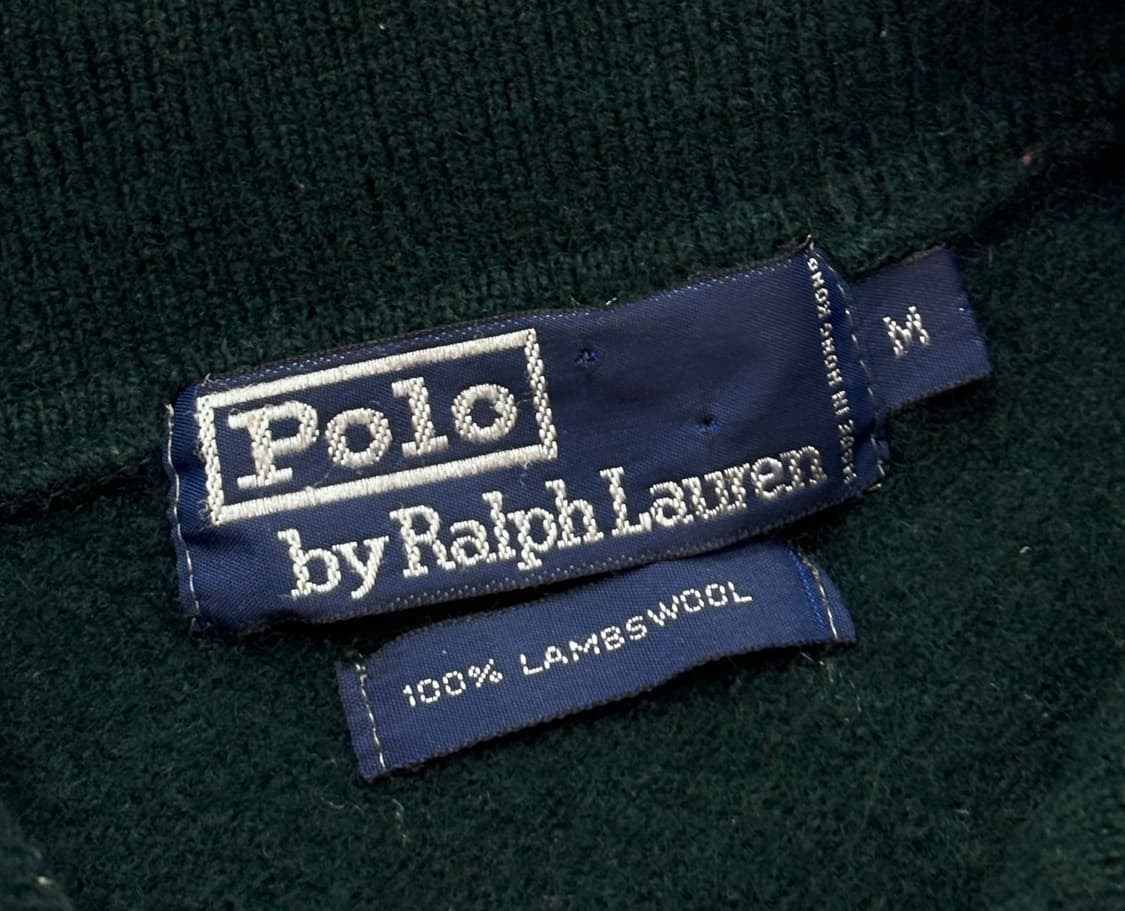 Polo
by Ralph Lauren
MADE IN HONG KONG
M
100% LAMBSWOOL